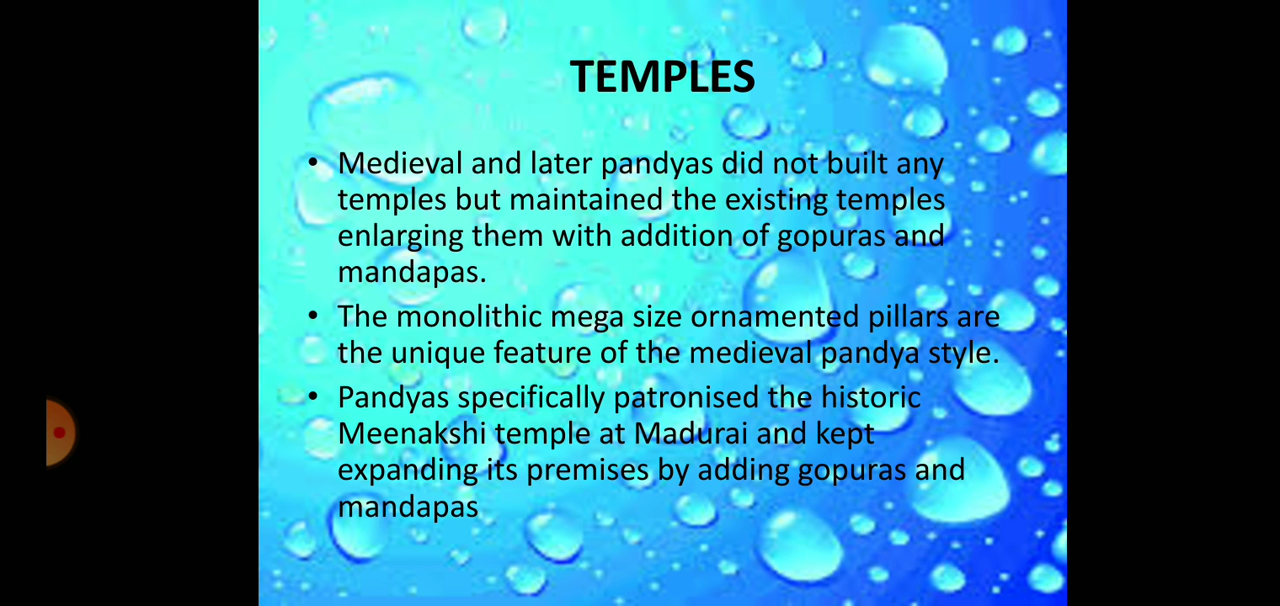 TEMPLES
• Medieval and later pandyas did not built any
temples but maintained the existing temples
enlarging them with addition of gopuras and
mandapas.
• The monolithic mega size ornamented pillars are
the unique feature of the medieval pandya style.
• Pandyas specifically patronised the historic
Meenakshi temple at Madurai and kept
expanding its premises by adding gopuras and
mandapas